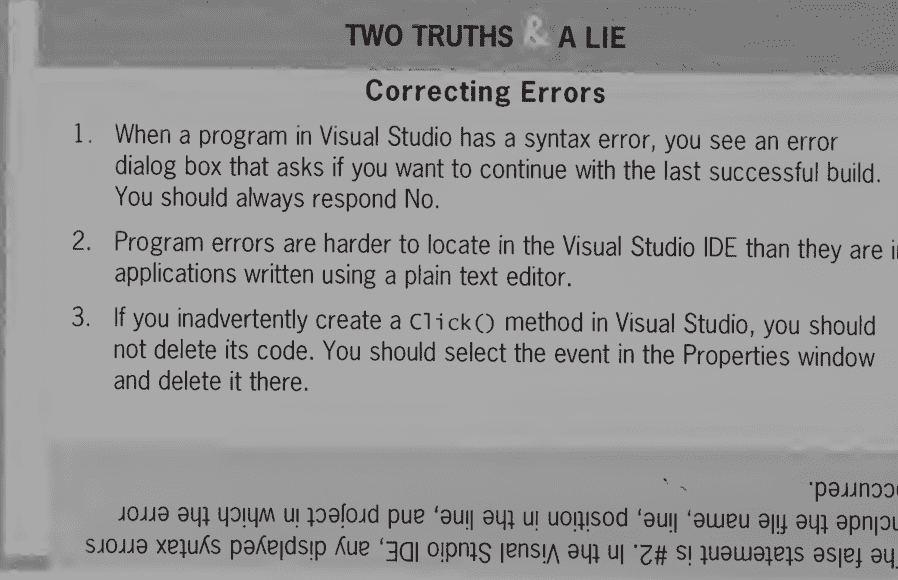 TWO TRUTHS & A LIE
Correcting Errors
1. When a program in Visual Studio has a syntax error, you see an error
dialog box that asks if you want to continue with the last successful build.
You should always respond No.
2. Program errors are harder to locate in the Visual Studio IDE than they are i
applications written using a plain text editor.
3. If you inadvertently create a Click() method in Visual Studio, you should
not delete its code. You should select the event in the Properties window
and delete it there.
he false statement is #2. In the Visual Studio IDE, any displayed syntax errors
nclude the file name, line, position in the line, and project in which the error
ccurred.